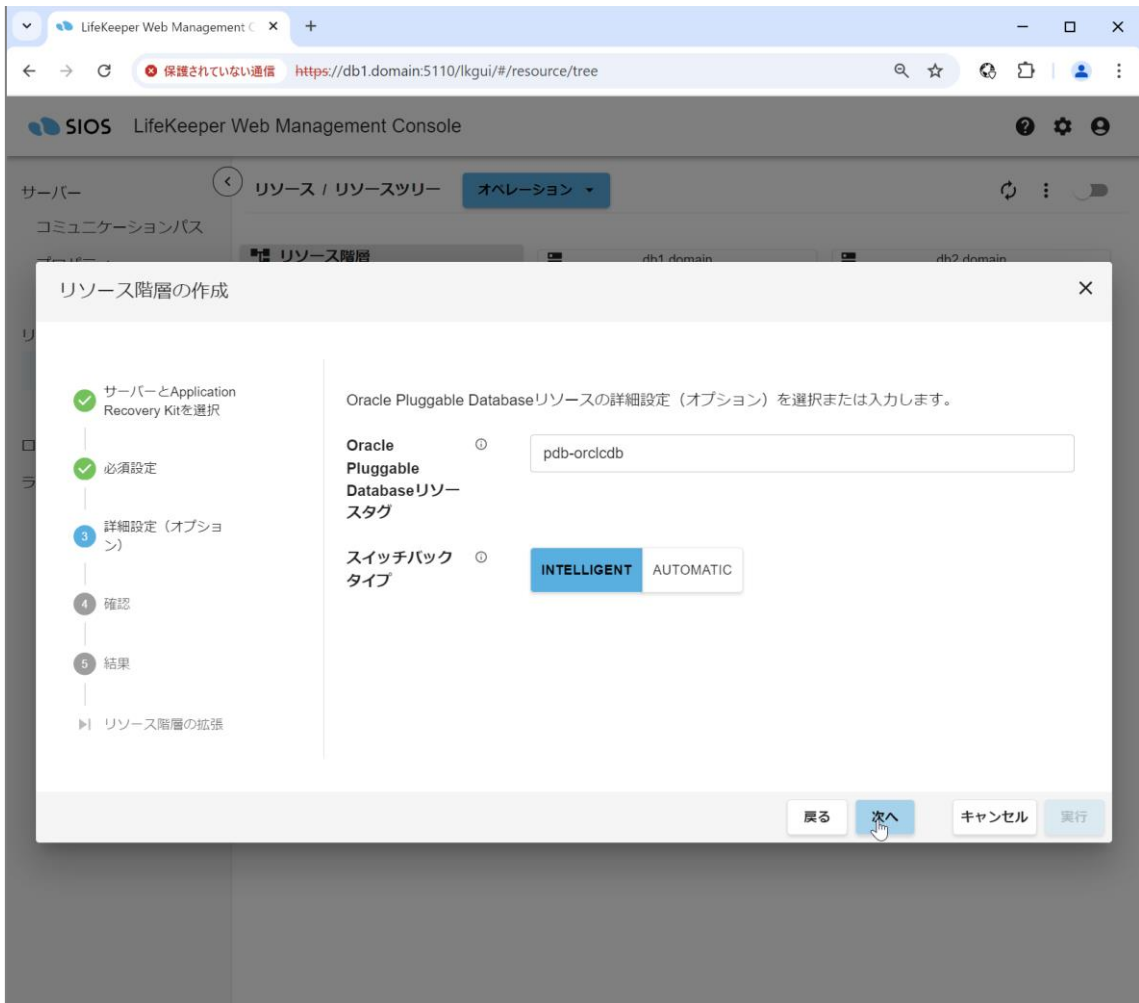 LifeKeeper Web Management C
保護されていない通信 https://db1.domain:5110/lkgui/#/resource/tree
SIOS LifeKeeper Web Management Console
サーバー
コミュニケーションパス
リソース / リソースツリー
オペレーション
リソース階層
db1.domain
db2.domain
リソース階層の作成
サーバーとApplication
Recovery Kitを選択
必須設定
3 詳細設定（オプショ
ン）
4 確認
5 結果
リソース階層の拡張
Oracle Pluggable Databaseリソースの詳細設定（オプション）を選択または入力します。
Oracle
Pluggable
Databaseリソー
スタグ
pdb-orclcdb
スイッチバック
タイプ
INTELLIGENT AUTOMATIC
戻る 次へ キャンセル 実行